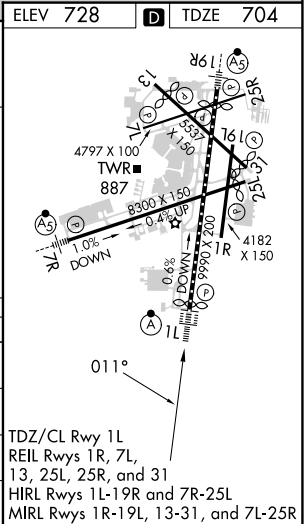 ELEV 728
D
TDZE 704
A5
19R
13
P
25R
P
P
7L
5537 X 150
P
19L
4797 X 100
TWR
887
31
25L
8300 X 150
0.4% UP
A5
P
1.0% DOWN
7R
0.6% DOWN
9990 X 200
1R
4182 X 150
P
A
1L
011°
TDZ/CL Rwy 1L
REIL Rwys 1R, 7L,
13, 25L, 25R, and 31
HIRL Rwys 1L-19R and 7R-25L
MIRL Rwys 1R-19L, 13-31, and 7L-25R